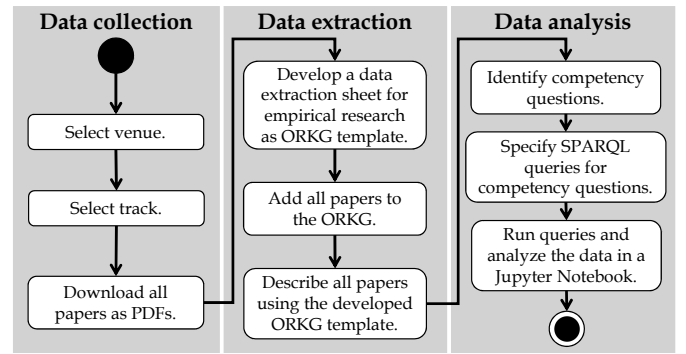 Data collection
Select venue.
Select track.
Download all
papers as PDFs.
Data extraction
Develop a data
extraction sheet for
empirical research
as ORKG template.
Add all papers to
the ORKG.
Describe all papers
using the developed
ORKG template.
Data analysis
Identify competency
questions.
Specify SPARQL
queries for
competency questions.
Run queries and
analyze the data in a
Jupyter Notebook.